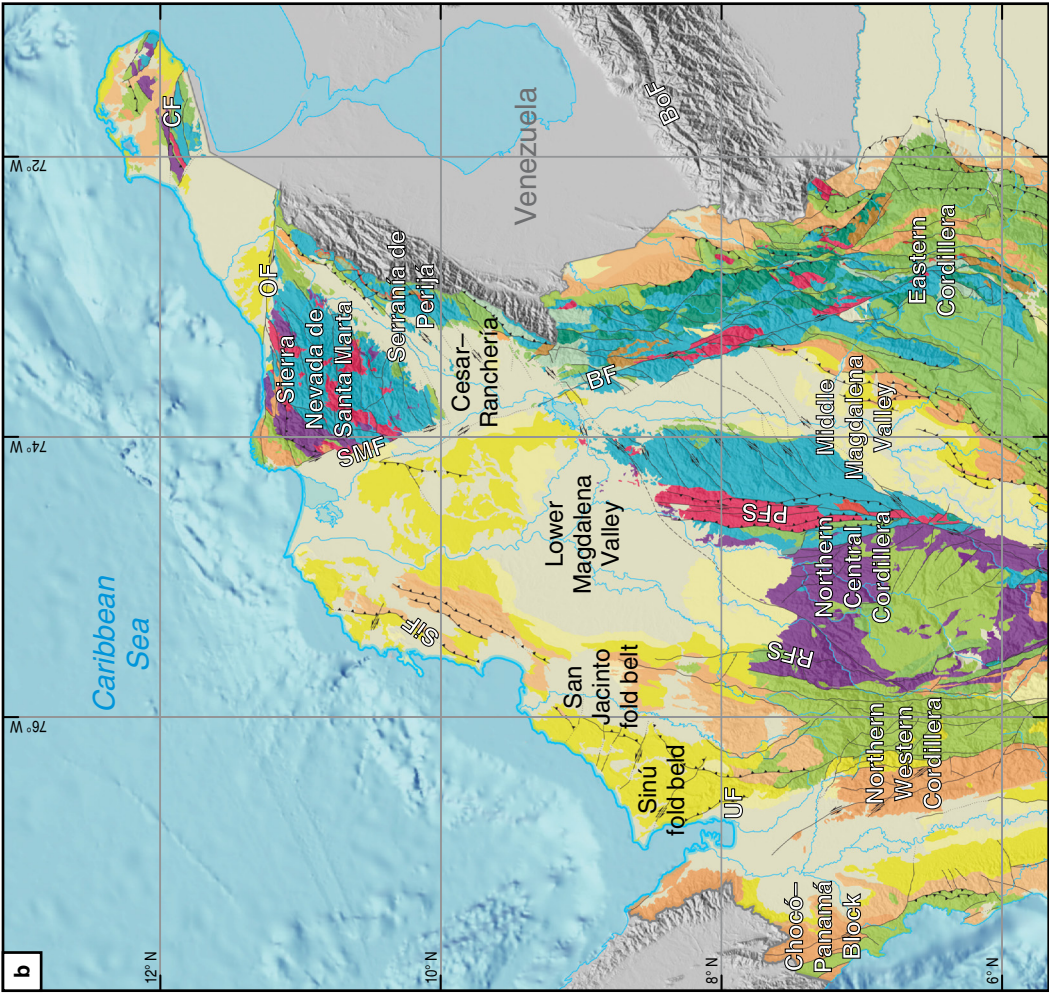 b
76° W
74° W
72° W
12° N
10° N
8° N
6° N
Caribbean
Sea
CF
OF
Sierra
Nevada de
Santa Marta
SMF
Serranía de
Perijá
SiF
Cesar–
Ranchería
Venezuela
Lower
Magdalena
Valley
San
Jacinto
fold belt
BF
BoF
Sinú
fold beld
UF
PFS
RFS
Chocó–
Panamá
Block
Northern
Western
Cordillera
Northern
Central
Cordillera
Middle
Magdalena
Valley
Eastern
Cordillera